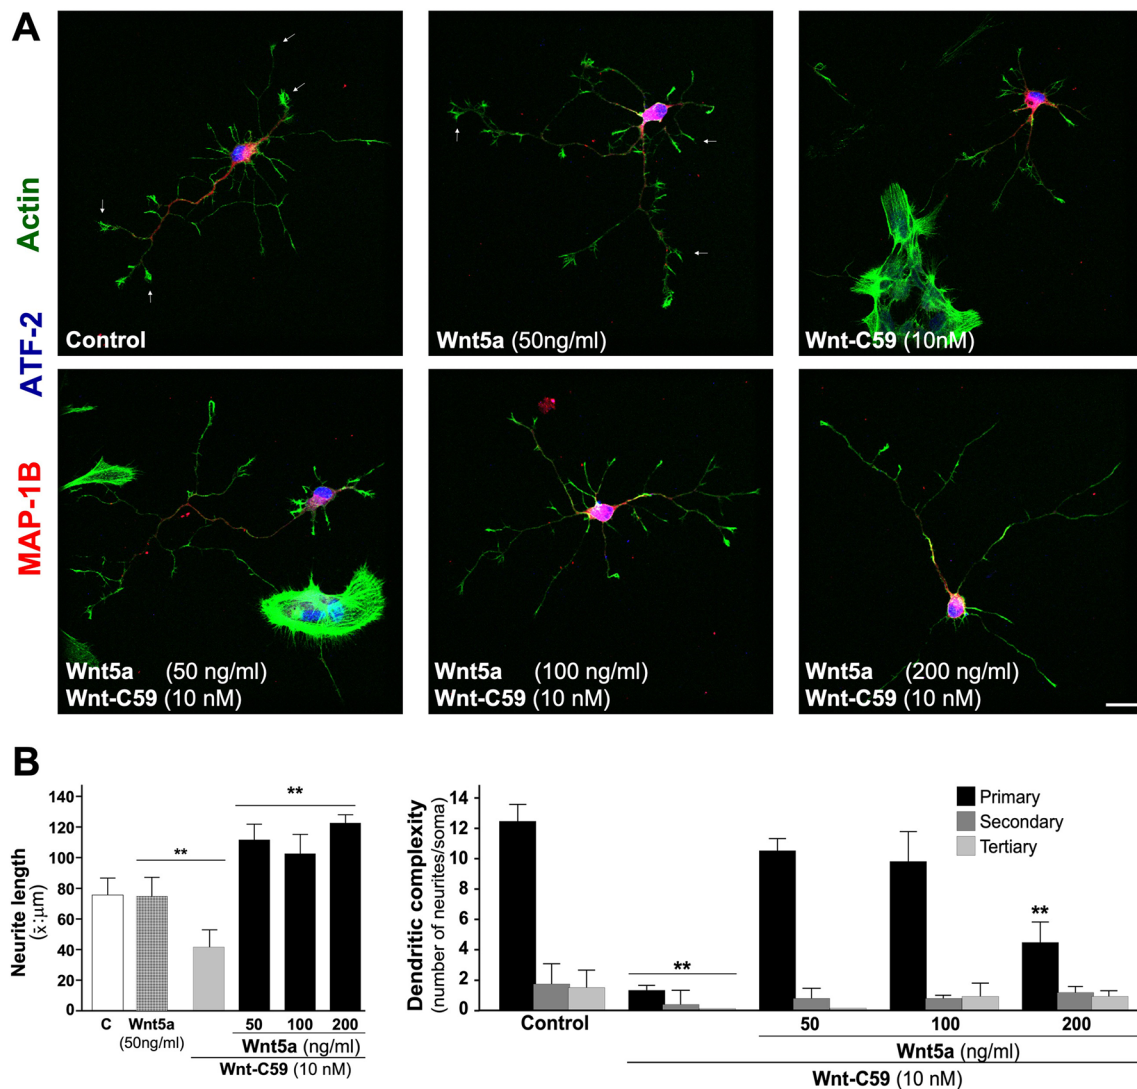 A
Actin
ATF-2
MAP-1B
Control
Wnt5a (50ng/ml)
Wnt-C59 (10nM)
Wnt5a (50 ng/ml)
Wnt-C59 (10 nM)
Wnt5a (100 ng/ml)
Wnt-C59 (10 nM)
Wnt5a (200 ng/ml)
Wnt-C59 (10 nM)
B
Neurite length
(x̄:μm)
140
120
100
80
60
40
20
0
**
**
C
Wnt5a
(50ng/ml)
50 100 200
Wnt5a (ng/ml)
Wnt-C59 (10 nM)
Dendritic complexity
(number of neurites/soma)
14
12
10
8
6
4
2
0
Primary
Secondary
Tertiary
**
**
Control
50 100 200
Wnt5a (ng/ml)
Wnt-C59 (10 nM)